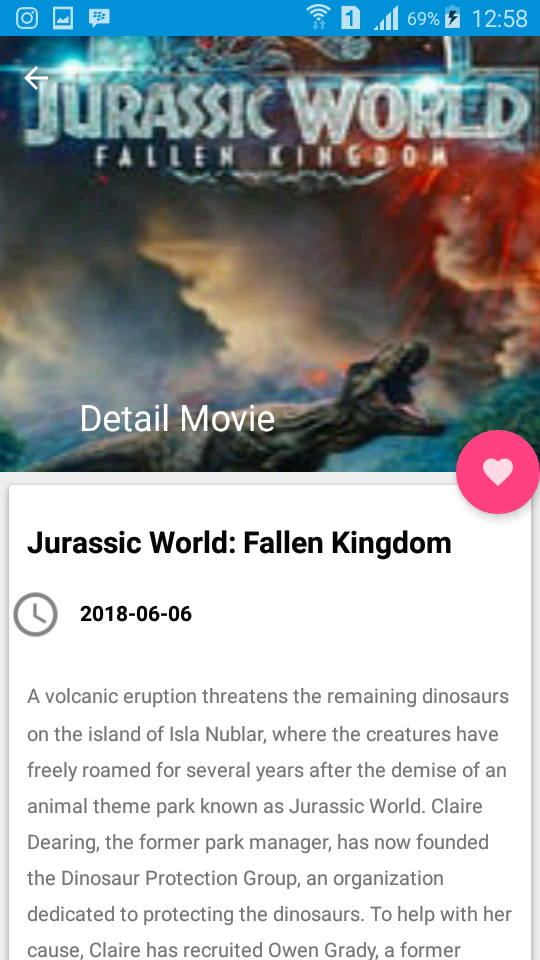 1 69% 12:58
JURASSIC WORLD
FALLEN KINGDOM
Detail Movie
Jurassic World: Fallen Kingdom
2018-06-06
A volcanic eruption threatens the remaining dinosaurs
on the island of Isla Nublar, where the creatures have
freely roamed for several years after the demise of an
animal theme park known as Jurassic World. Claire
Dearing, the former park manager, has now founded
the Dinosaur Protection Group, an organization
dedicated to protecting the dinosaurs. To help with her
cause, Claire has recruited Owen Grady, a former